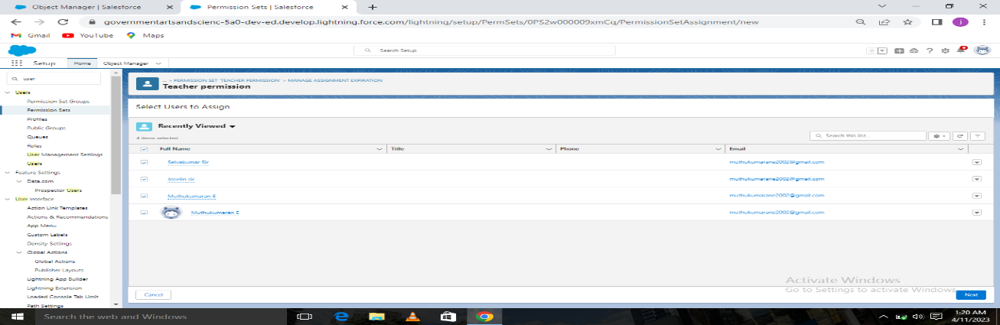 Object Manager | Salesforce
Permission Sets | Salesforce
governmentartsandscienc-5a0-dev-ed.develop.lightning.force.com/lightning/setup/PermSets/0PS2w000009xmCq/PermissionSetAssignment/new
J
Gmail YouTube Maps
Search Setup
Setup Home Object Manager
user
Users
Permission Set Groups
Permission Sets
Profiles
Public Groups
Queues
Roles
User Management Settings
Users
Feature Settings
Data.com
Prospector Users
User Interface
Action Link Templates
Actions & Recommendations
App Menu
Custom Labels
Density Settings
Global Actions
Global Actions
Publisher Layouts
Lightning App Builder
Lightning Extension
Loaded Console Tab Limit
Path Settings
... > PERMISSION SET 'TEACHER PERMISSION' > MANAGE ASSIGNMENT EXPIRATION
Teacher permission
Select Users to Assign
Recently Viewed
4 items selected
Search this list...
Full Name Title Phone Email
Selvakumar Sir muthukumarane2002@gmail.com
Joselin sir muthukumarane2002@gmail.com
Muthukumaran E muthukumarane2002@gmail.com
Muthukumaran E muthukumarane2002@gmail.com
Activate Windows
Go to Settings to activate Windows
Cancel Next
Search the web and Windows
1:20 AM
4/11/2023